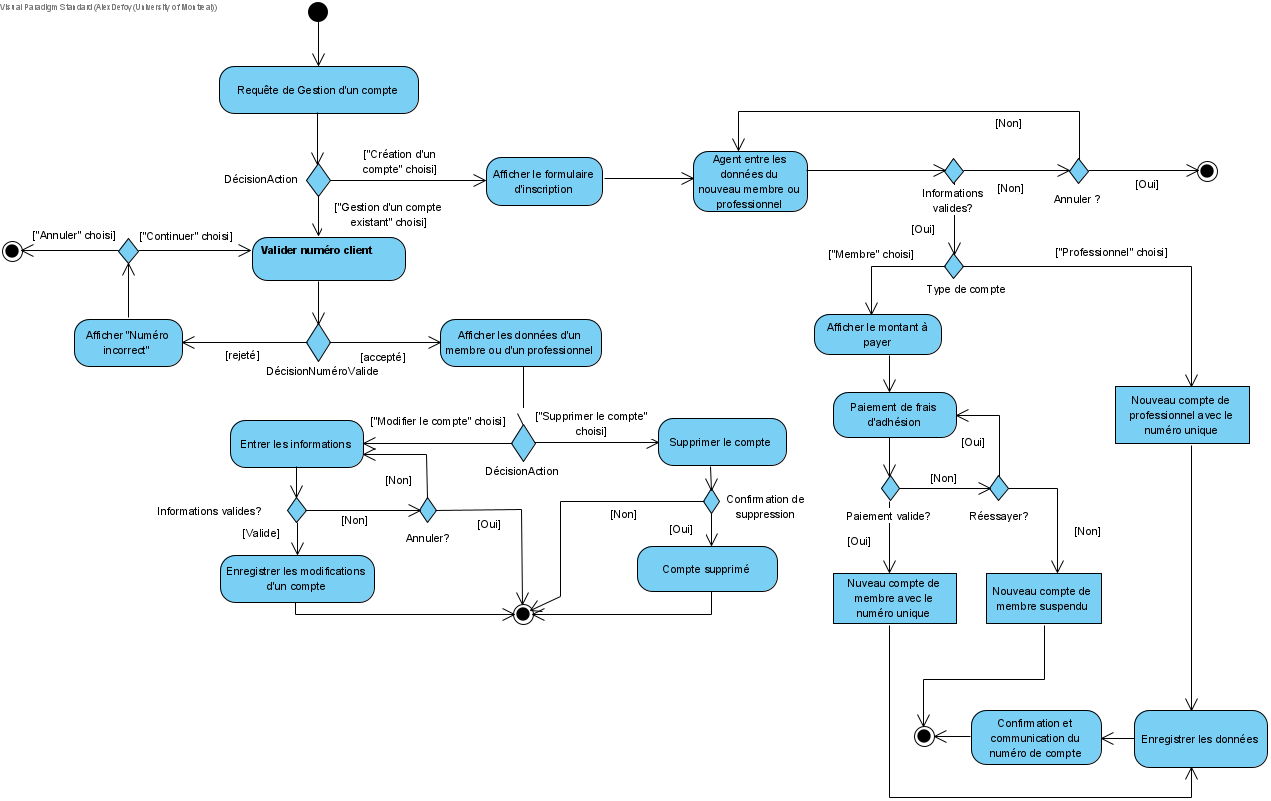 Visual Paradigm Standard (Alex Defoy (University of Montreal))
Requête de Gestion d'un compte
DécisionAction
["Création d'un
compte" choisi]
["Gestion d'un compte
existant" choisi]
Afficher le formulaire
d'inscription
Agent entre les
données du
nouveau membre ou
professionnel
[Non]
Informations
valides?
[Non]
Annuler ?
[Oui]
[Oui]
["Annuler" choisi]
["Continuer" choisi]
Valider numéro client
["Membre" choisi]
["Professionnel" choisi]
Type de compte
Afficher "Numéro
incorrect"
[rejeté]
[accepté]
DécisionNuméroValide
Afficher les données d'un
membre ou d'un professionnel
Afficher le montant à
payer
Paiement de frais
d'adhésion
[Oui]
Nouveau compte de
professionnel avec le
numéro unique
["Modifier le compte" choisi]
["Supprimer le compte"
choisi]
Entrer les informations
DécisionAction
Supprimer le compte
[Non]
Informations valides?
[Non]
[Valide]
Annuler?
[Oui]
Confirmation de
suppression
[Non]
[Oui]
[Non]
Paiement valide?
Réessayer?
[Oui]
[Non]
Enregistrer les modifications
d'un compte
Compte supprimé
Nuveau compte de
membre avec le
numéro unique
Nouveau compte de
membre suspendu
Confirmation et
communication du
numéro de compte
Enregistrer les données